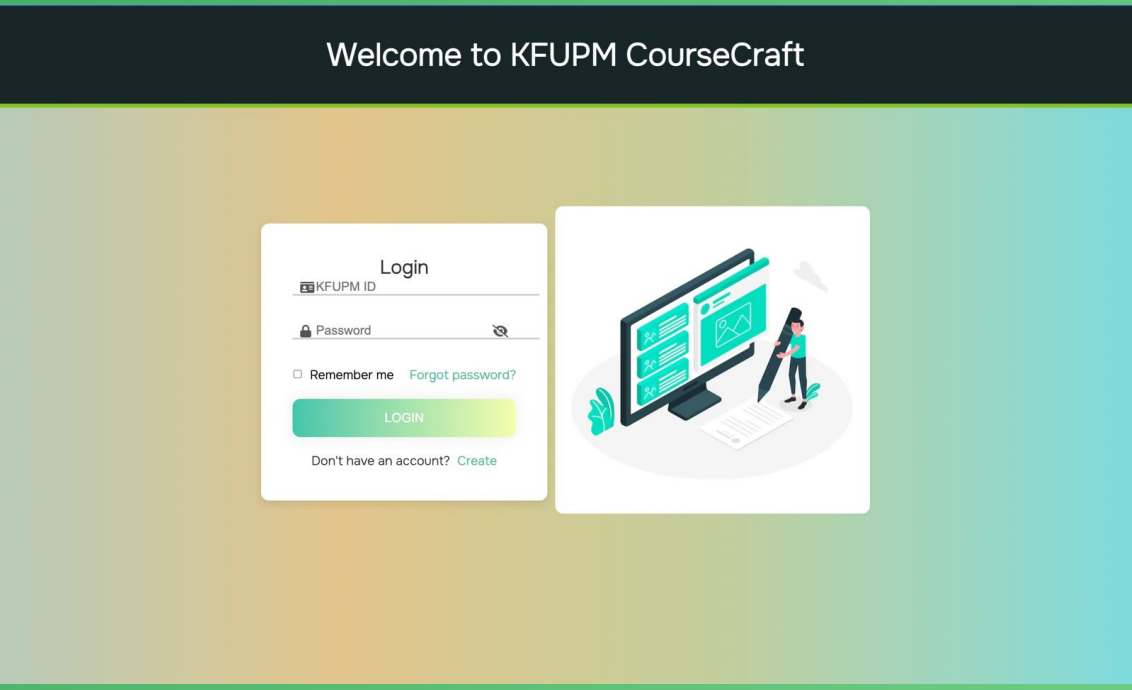 Welcome to KFUPM CourseCraft
Login
KFUPM ID
Password
Remember me Forgot password?
LOGIN
Don't have an account? Create